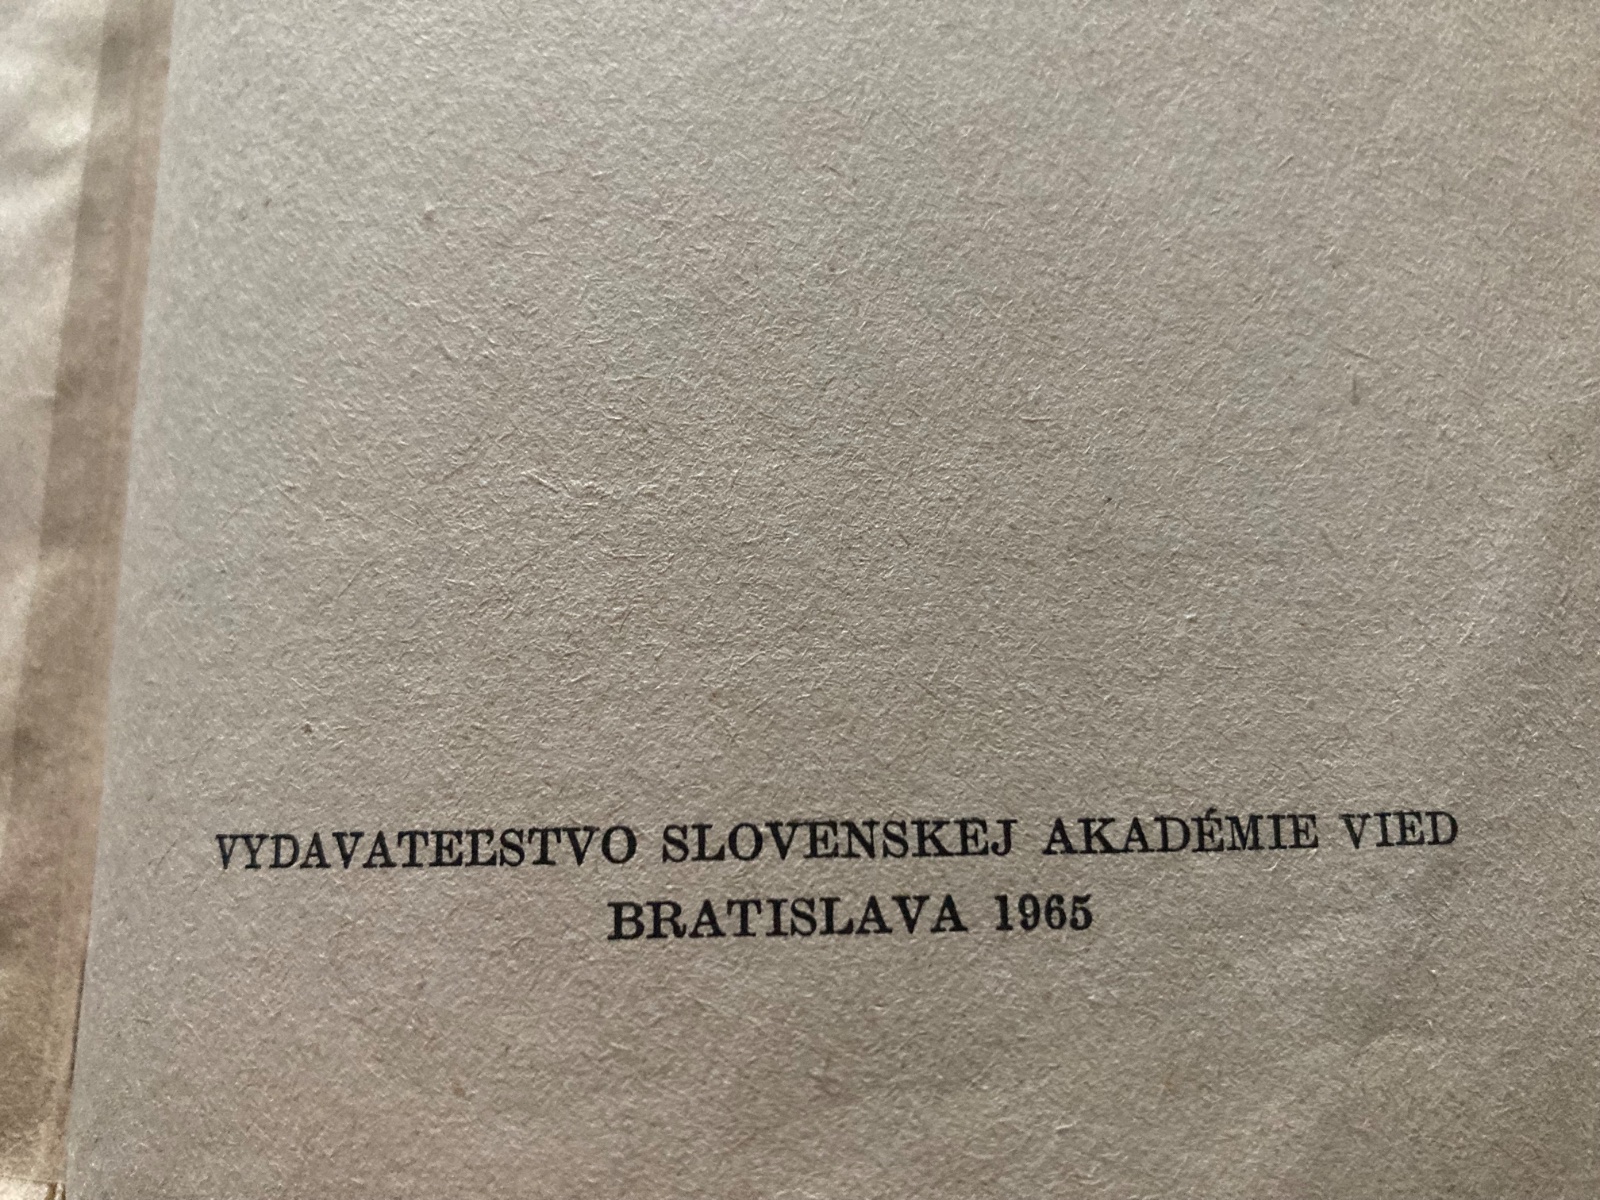 VYDAVATEĽSTVO SLOVENSKEJ AKADÉMIE VIED
BRATISLAVA 1965